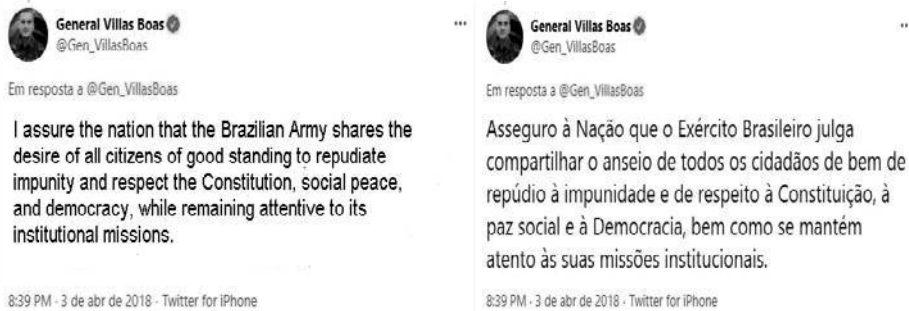 General Villas Boas
@Gen_VillasBoas
Em resposta a @Gen_VillasBoas
I assure the nation that the Brazilian Army shares the
desire of all citizens of good standing to repudiate
impunity and respect the Constitution, social peace,
and democracy, while remaining attentive to its
institutional missions.
8:39 PM · 3 de abr de 2018 · Twitter for iPhone
General Villas Boas
@Gen_VillasBoas
Em resposta a @Gen_VillasBoas
Asseguro à Nação que o Exército Brasileiro julga
compartilhar o anseio de todos os cidadãos de bem de
repúdio à impunidade e de respeito à Constituição, à
paz social e à Democracia, bem como se mantém
atento às suas missões institucionais.
8:39 PM · 3 de abr de 2018 · Twitter for iPhone